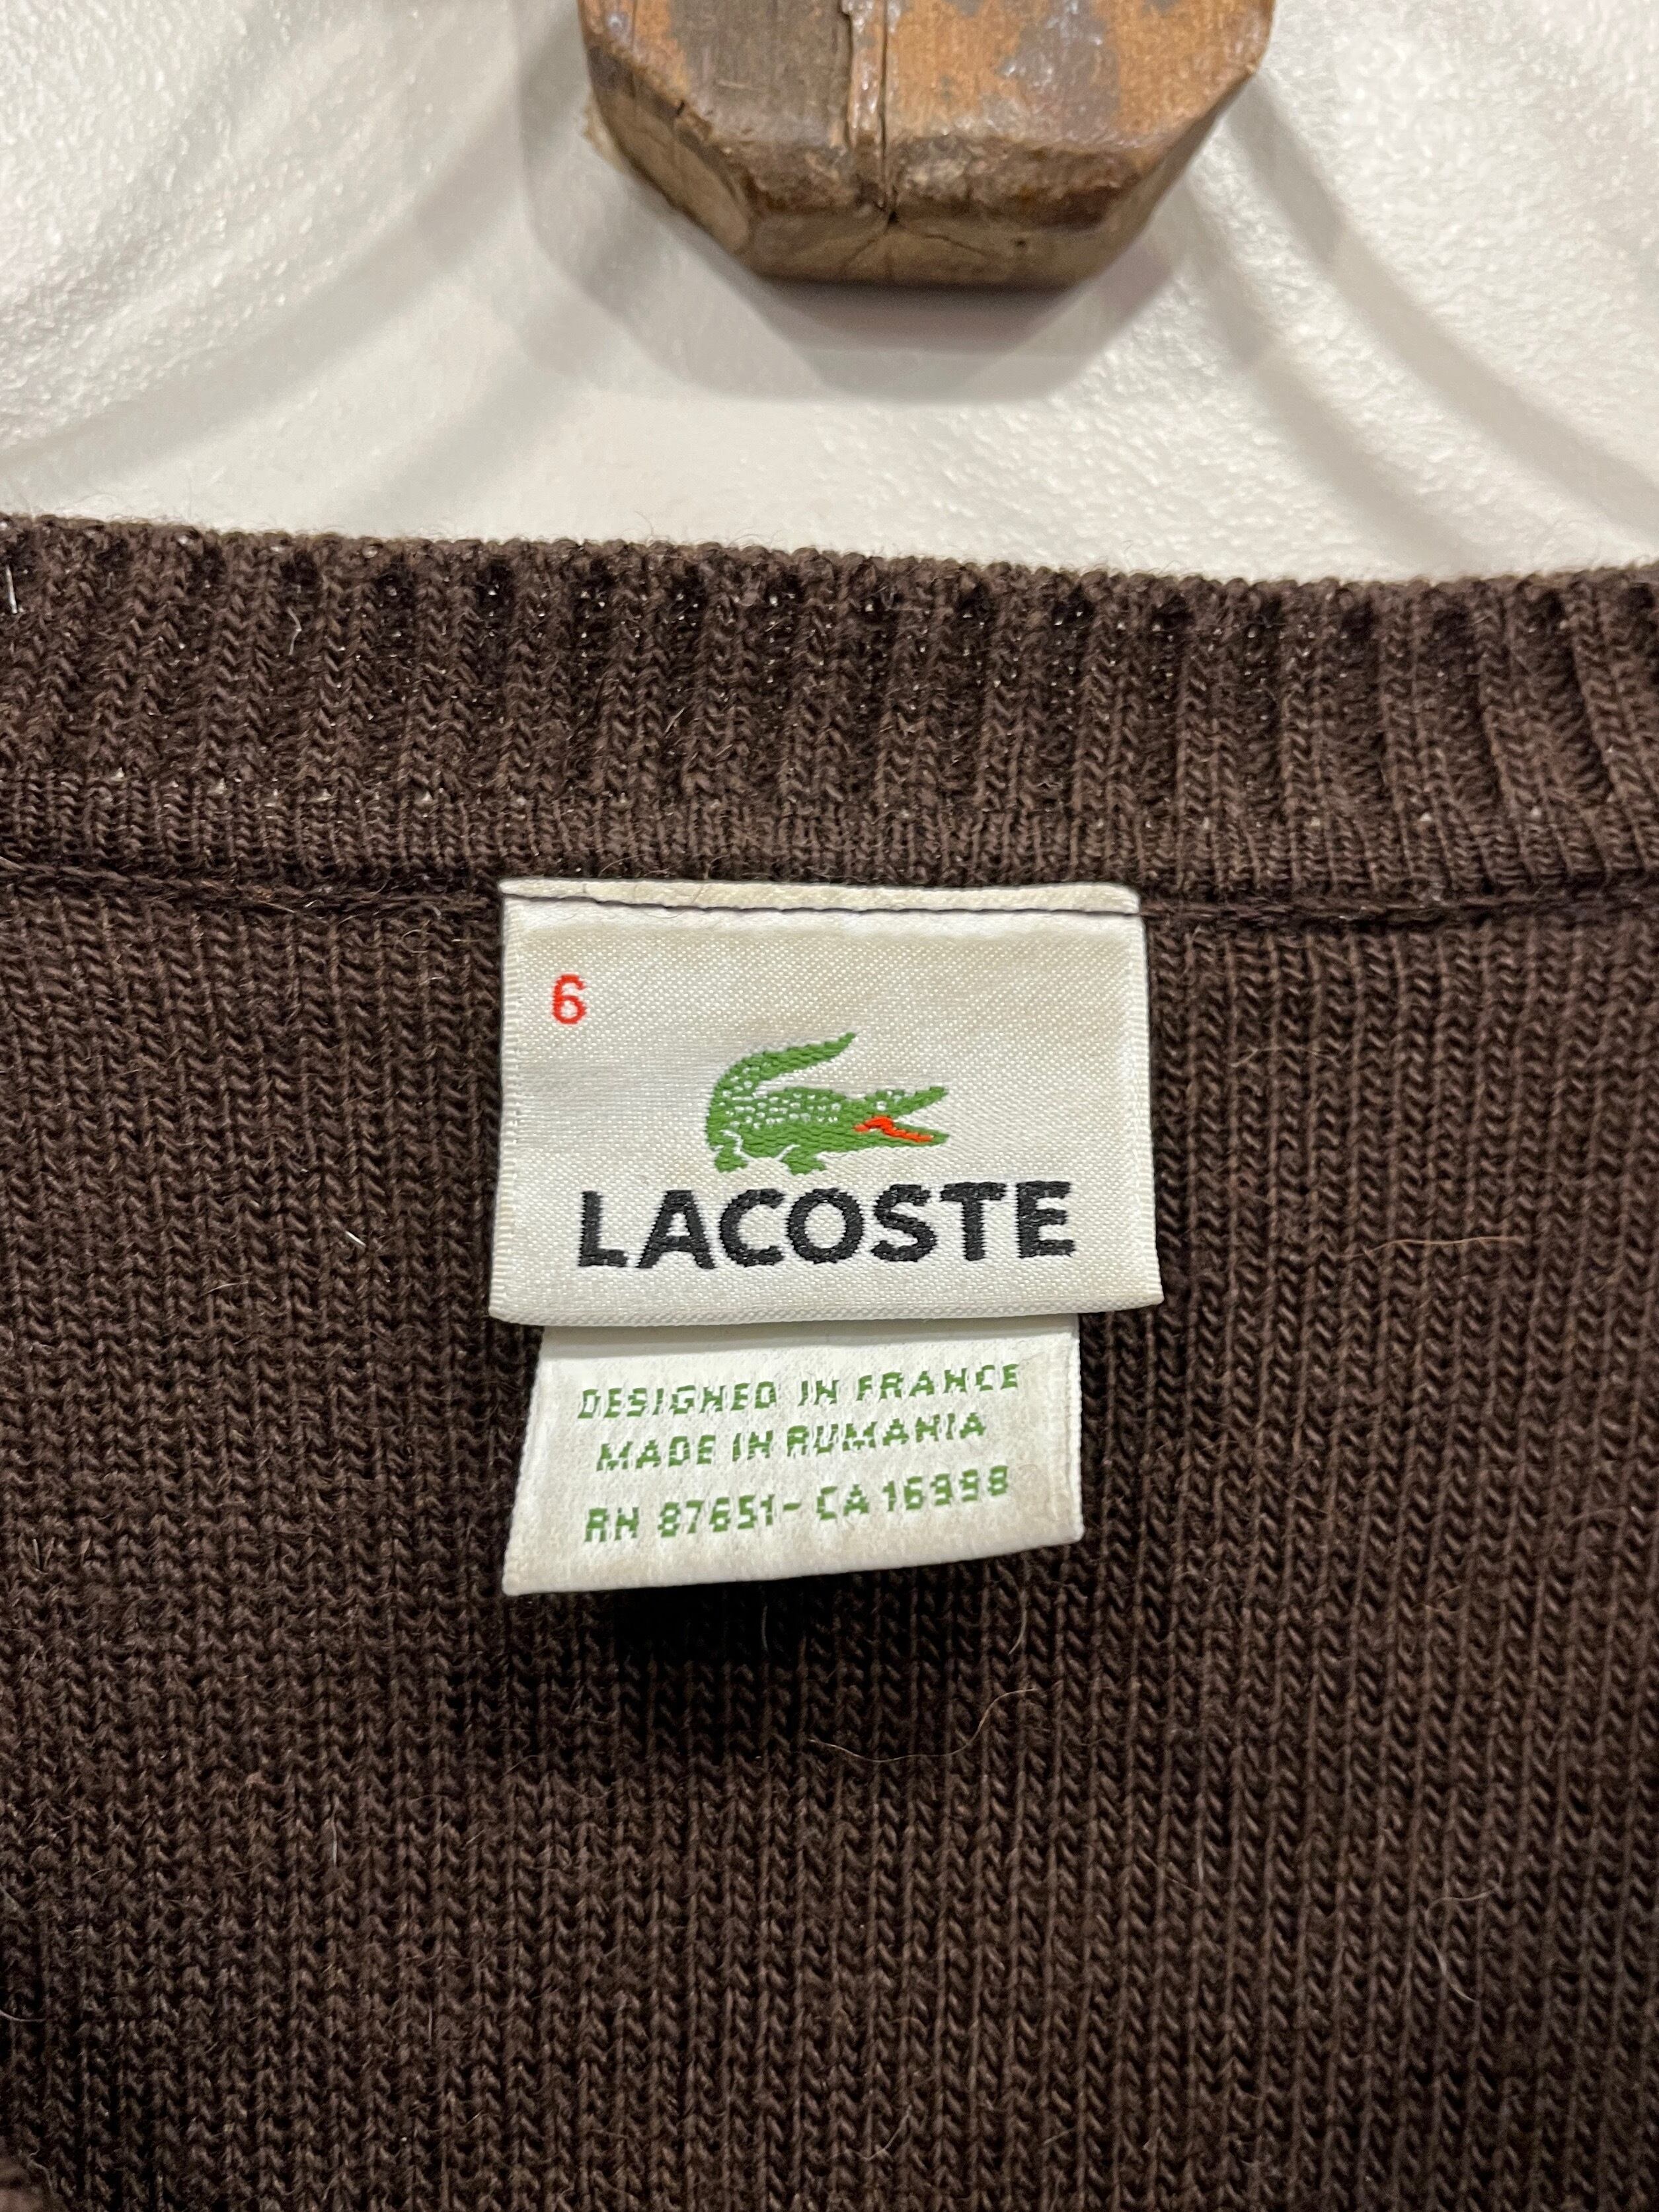 6
LACOSTE
DESIGNED IN FRANCE
MADE IN RUMANIA
RN 87651-CA 16998